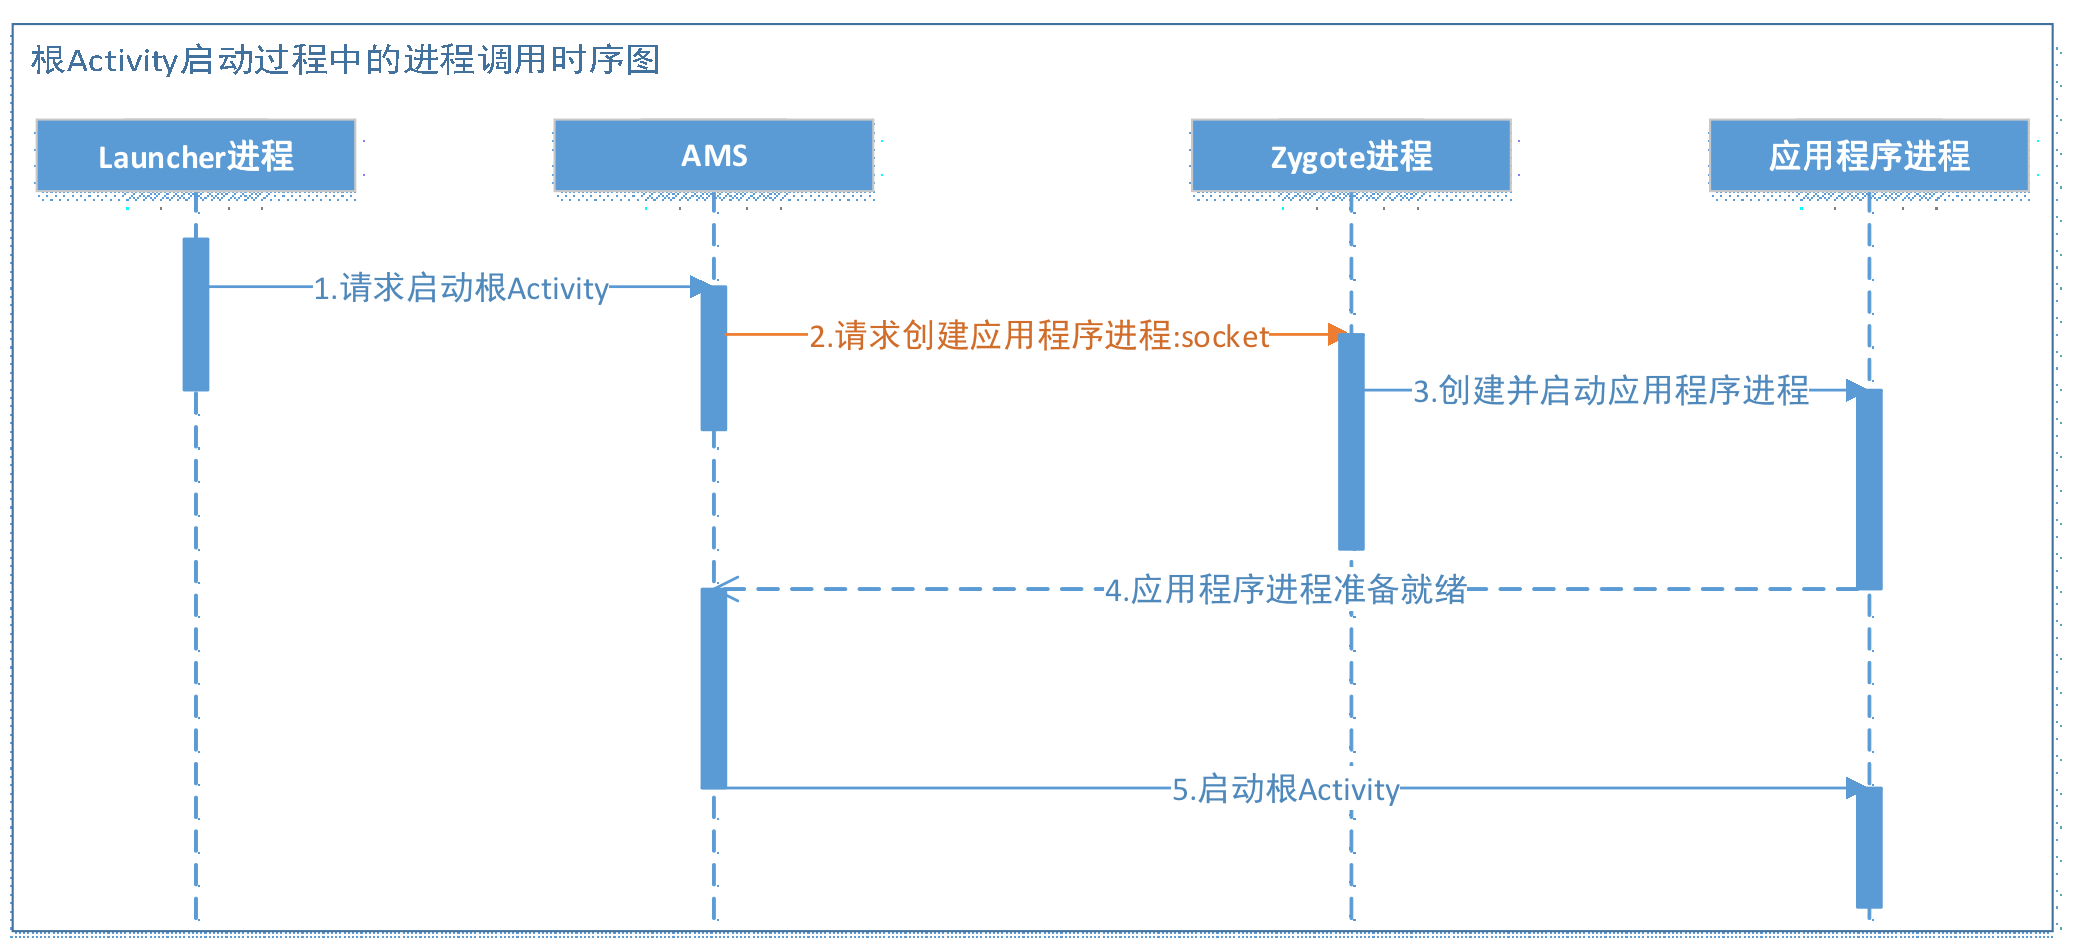 根Activity启动过程中的进程调用时序图
Launcher进程
AMS
Zygote进程
应用程序进程
1.请求启动根Activity
2.请求创建应用程序进程:socket
3.创建并启动应用程序进程
4.应用程序进程准备就绪
5.启动根Activity